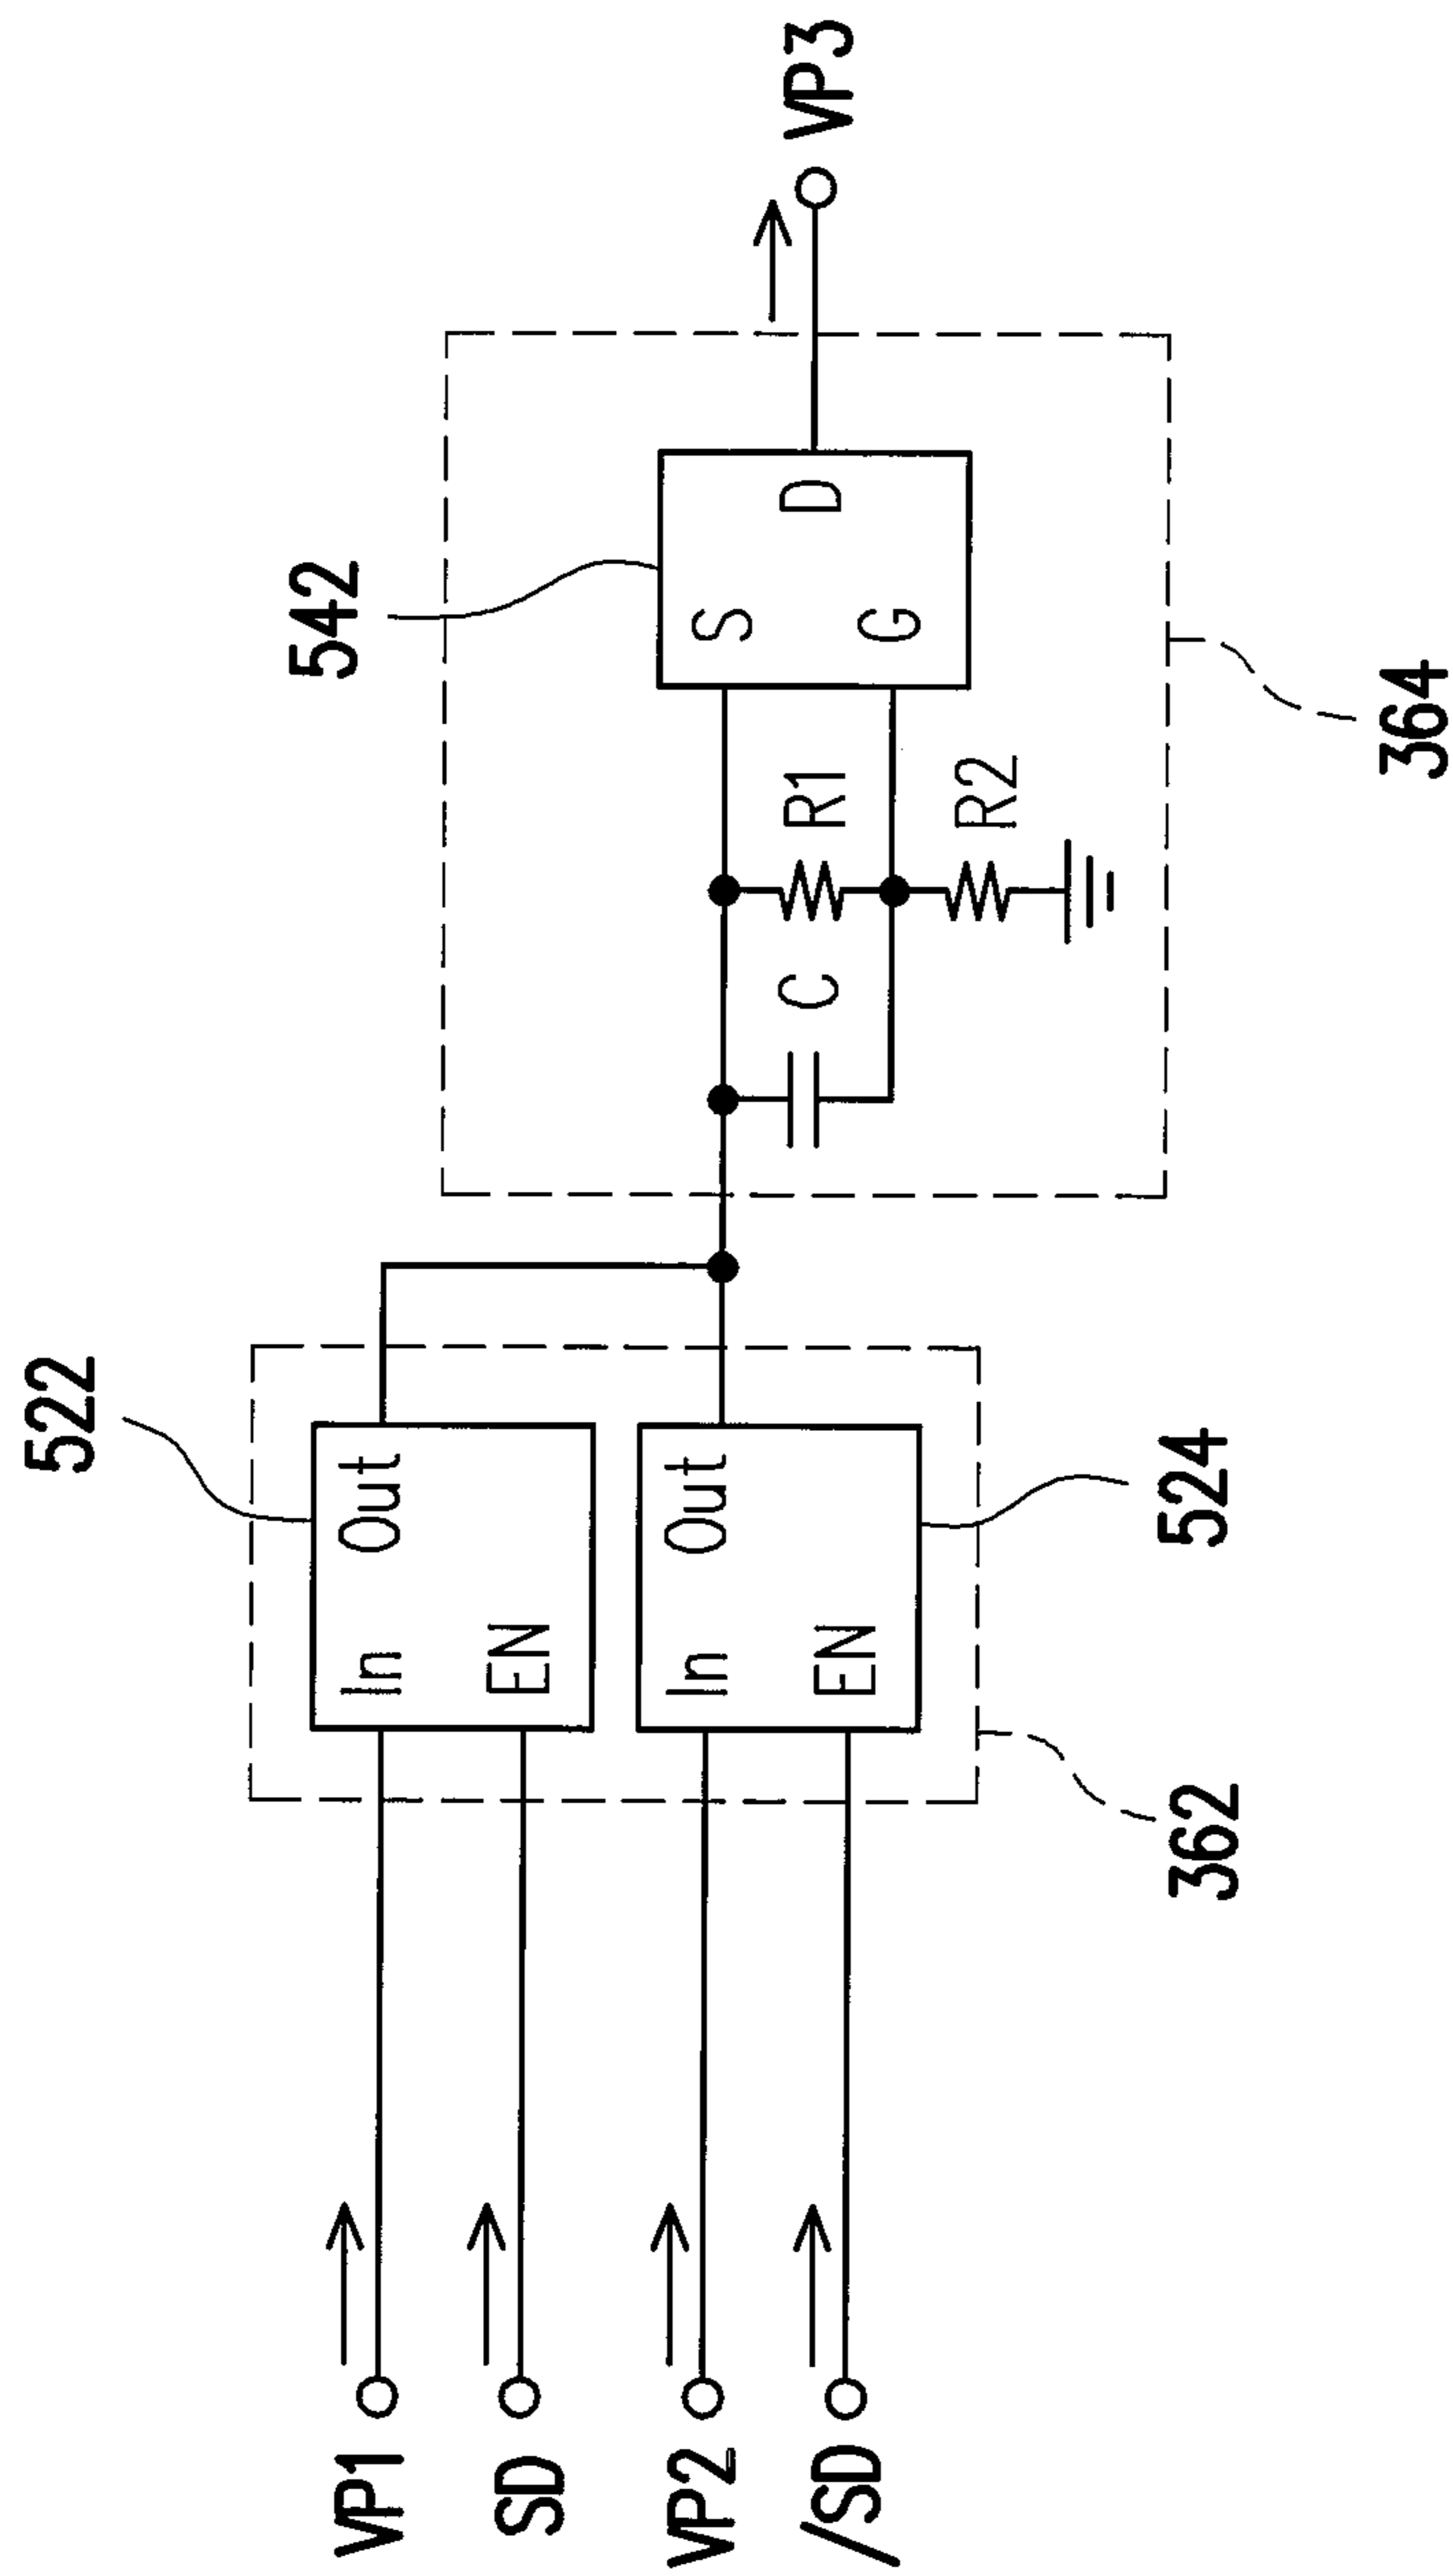 522
542
VP1
In
Out
SD
EN
VP2
In
Out
S
C
R1
D
VP3
/SD
EN
G
R2
362
524
364